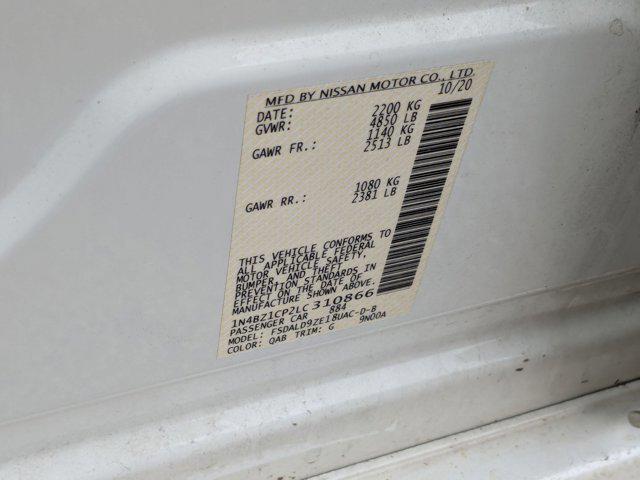 MFD BY NISSAN MOTOR CO., LTD.
DATE: 10/20
GVWR: 2200 KG
4850 LB
GAWR FR.: 1140 KG
2513 LB
GAWR RR.: 1080 KG
2381 LB
THIS VEHICLE CONFORMS TO
ALL APPLICABLE FEDERAL
MOTOR VEHICLE SAFETY,
BUMPER, AND THEFT
PREVENTION STANDARDS IN
EFFECT ON THE DATE OF
MANUFACTURE SHOWN ABOVE.
1N4BZ1CP2LC310866
PASSENGER CAR 884
MODEL: FSDALD9ZE18UAC-D-B
COLOR: QAB TRIM: G 9N00A